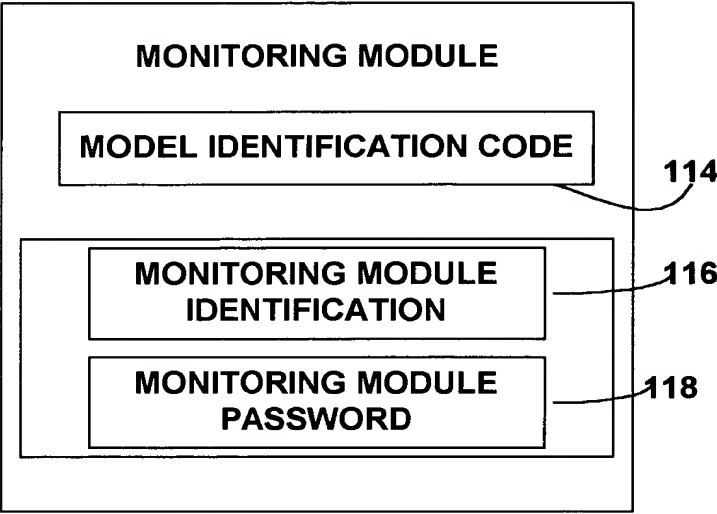 MONITORING MODULE
MODEL IDENTIFICATION CODE
114
MONITORING MODULE
IDENTIFICATION
116
MONITORING MODULE
PASSWORD
118